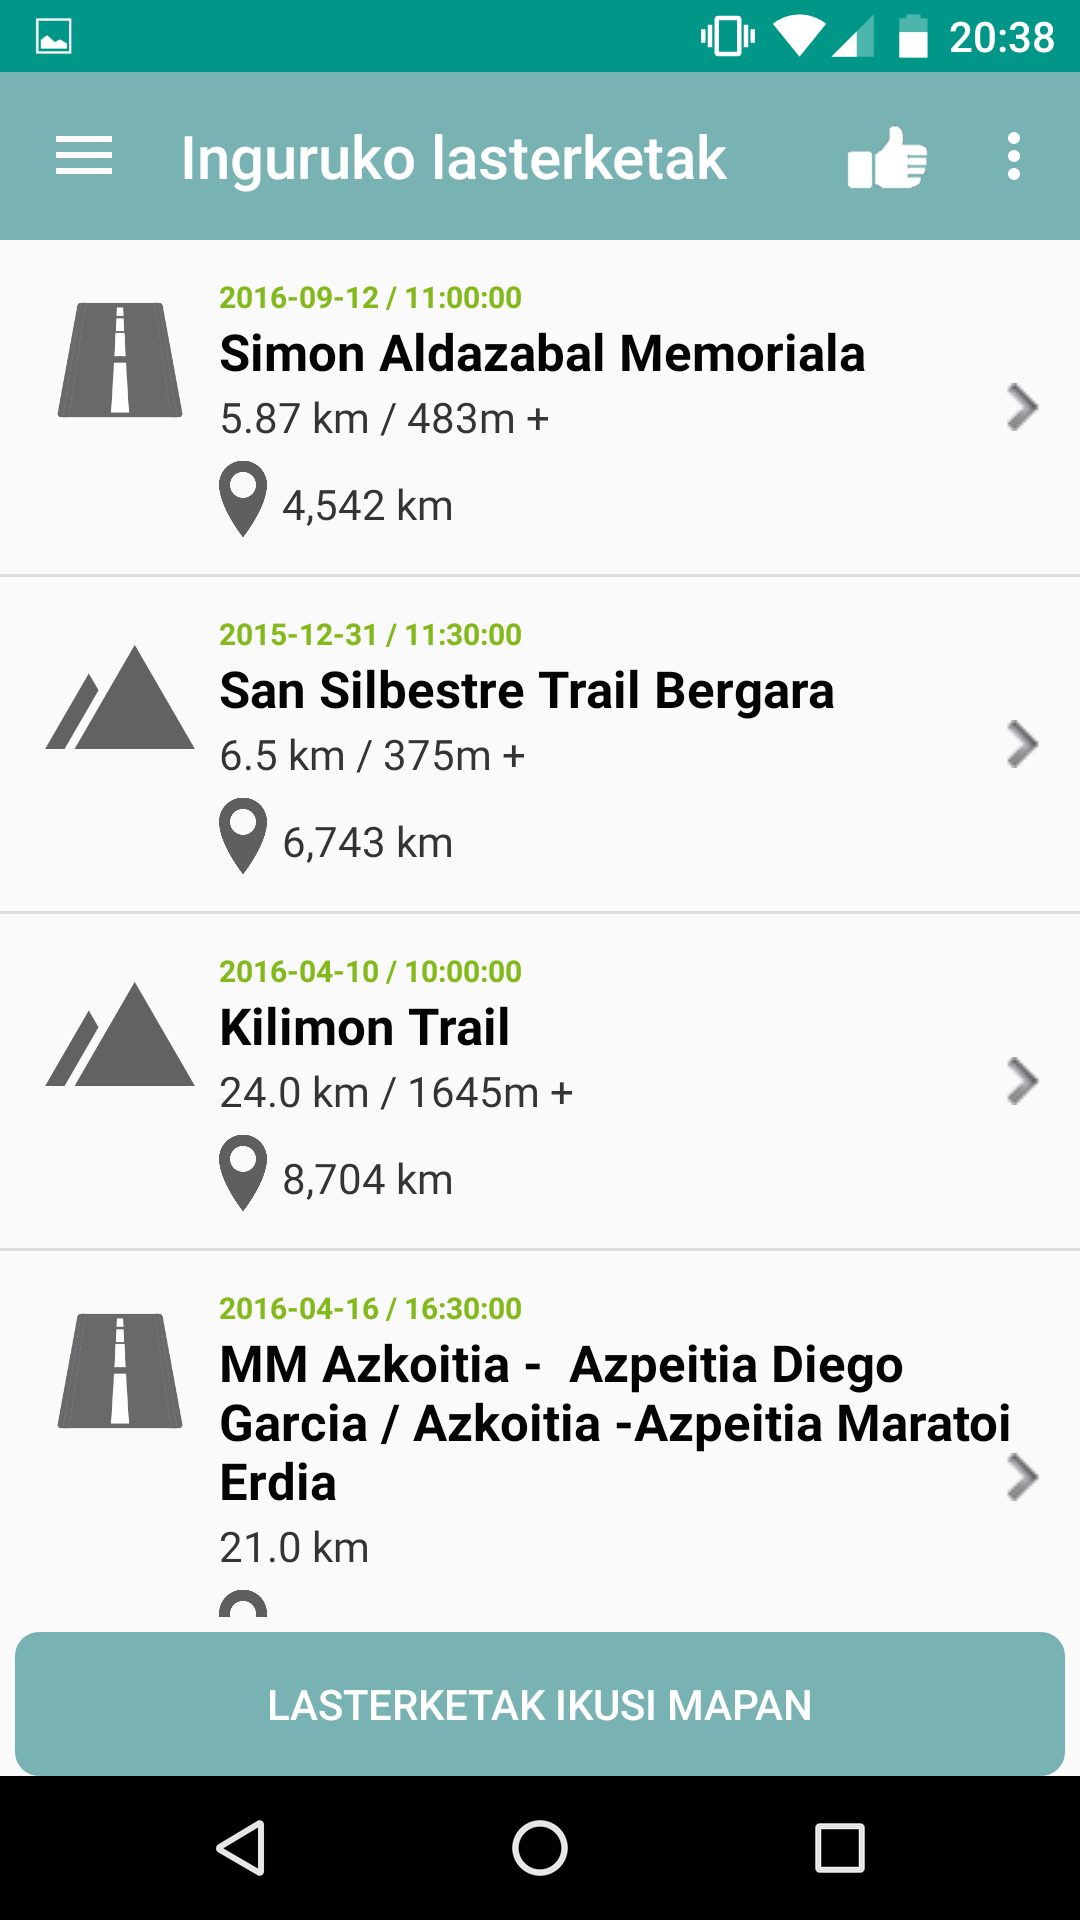 20:38
Inguruko lasterketak
2016-09-12 / 11:00:00
Simon Aldazabal Memoriala
5.87 km / 483m +
4,542 km
2015-12-31 / 11:30:00
San Silbestre Trail Bergara
6.5 km / 375m +
6,743 km
2016-04-10 / 10:00:00
Kilimon Trail
24.0 km / 1645m +
8,704 km
2016-04-16 / 16:30:00
MM Azkoitia -  Azpeitia Diego
Garcia / Azkoitia -Azpeitia Maratoi
Erdia
21.0 km
LASTERKETAK IKUSI MAPAN